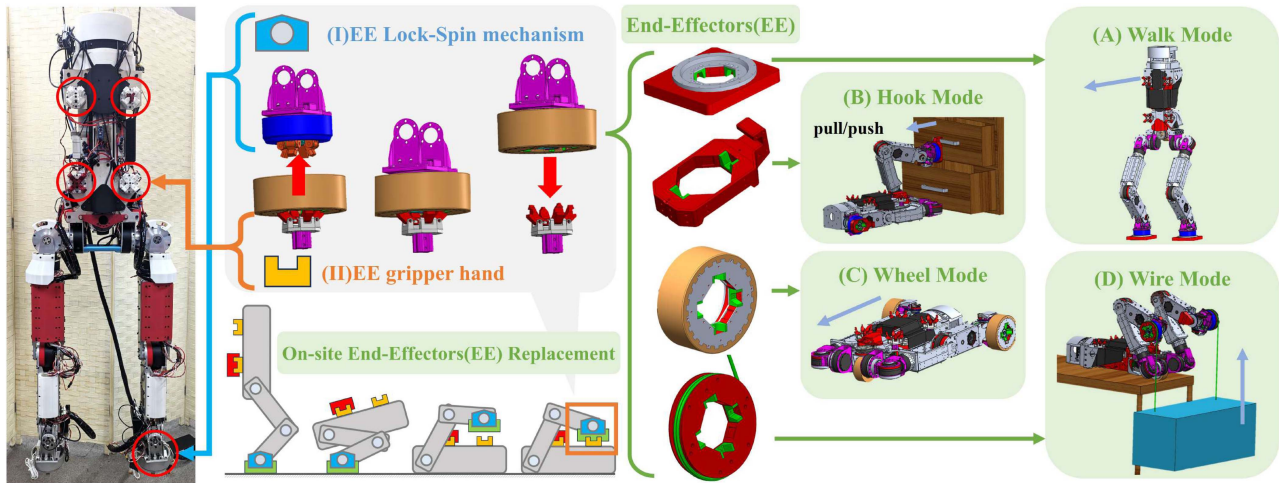 (I)EE Lock-Spin mechanism
(II)EE gripper hand
On-site End-Effectors(EE) Replacement
End-Effectors(EE)
(A) Walk Mode
(B) Hook Mode
pull/push
(C) Wheel Mode
(D) Wire Mode